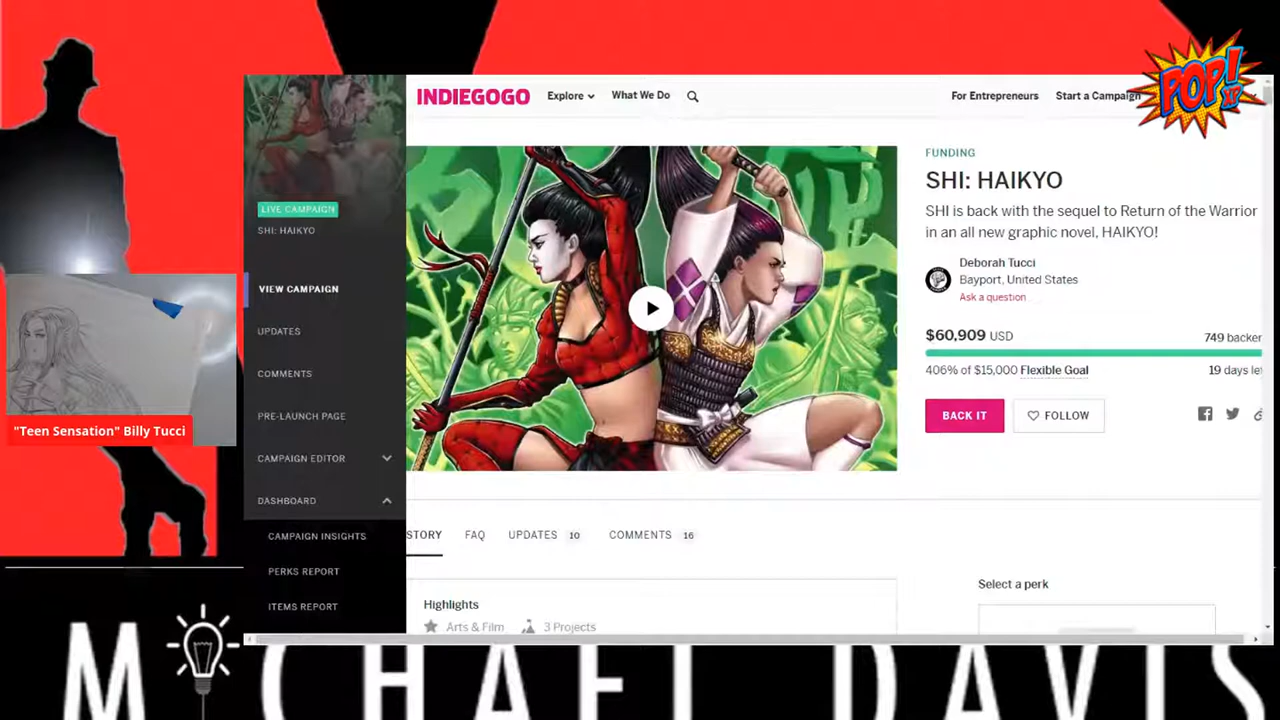 POP!
XP
INDIEGOGO
Explore
What We Do
For Entrepreneurs
Start a Campaign
LIVE CAMPAIGN
SHI: HAIKYO
VIEW CAMPAIGN
UPDATES
COMMENTS
PRE-LAUNCH PAGE
CAMPAIGN EDITOR
DASHBOARD
CAMPAIGN INSIGHTS
PERKS REPORT
ITEMS REPORT
FUNDING
SHI: HAIKYO
SHI is back with the sequel to Return of the Warrior
in an all new graphic novel, HAIKYO!
Deborah Tucci
Bayport, United States
Ask a question
$60,909 USD
749 backer
406% of $15,000 Flexible Goal
19 days le
BACK IT
FOLLOW
STORY
FAQ
UPDATES 10
COMMENTS 16
Highlights
Arts & Film
3 Projects
Select a perk
"Teen Sensation" Billy Tucci
MICHAEL DAVIS